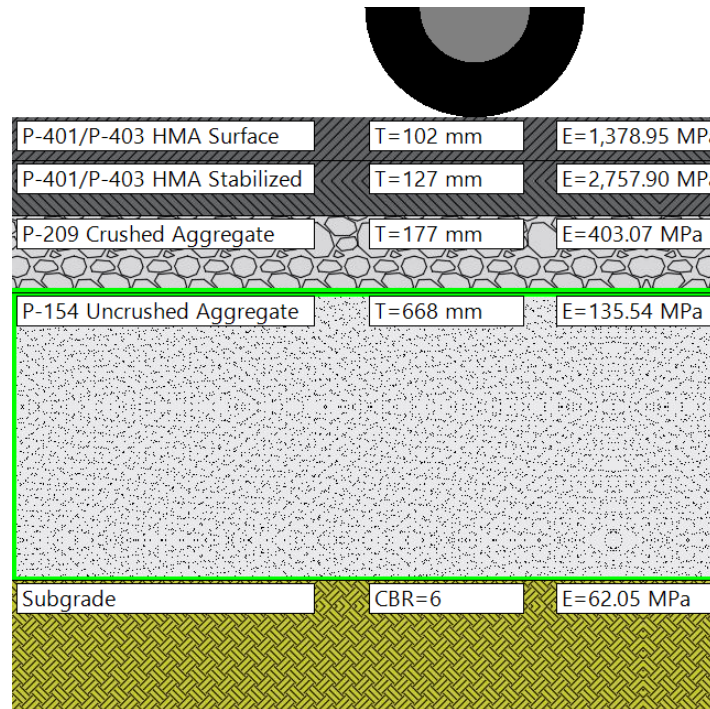 P-401/P-403 HMA Surface T=102 mm E=1,378.95 MPa
P-401/P-403 HMA Stabilized T=127 mm E=2,757.90 MPa
P-209 Crushed Aggregate T=177 mm E=403.07 MPa
P-154 Uncrushed Aggregate T=668 mm E=135.54 MPa
Subgrade CBR=6 E=62.05 MPa